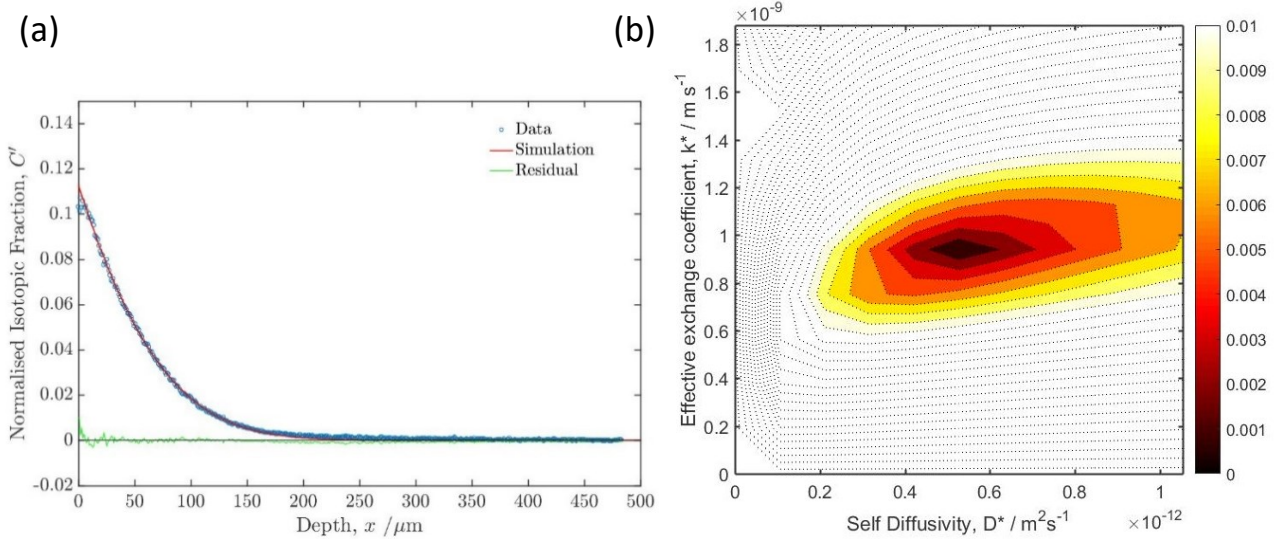 (a)
0.14
0.12
0.1
0.08
0.06
0.04
0.02
0
-0.02
Normalised Isotopic Fraction, C′
Data
Simulation
Residual
0 50 100 150 200 250 300 350 400 450 500
Depth, x /μm
(b)
×10⁻⁹
1.8
1.6
1.4
1.2
1
0.8
0.6
0.4
0.2
0
Effective exchange coefficient, k* / m s⁻¹
0 0.2 0.4 0.6 0.8 1
Self Diffusivity, D* / m²s⁻¹
×10⁻¹²
0.01
0.009
0.008
0.007
0.006
0.005
0.004
0.003
0.002
0.001
0